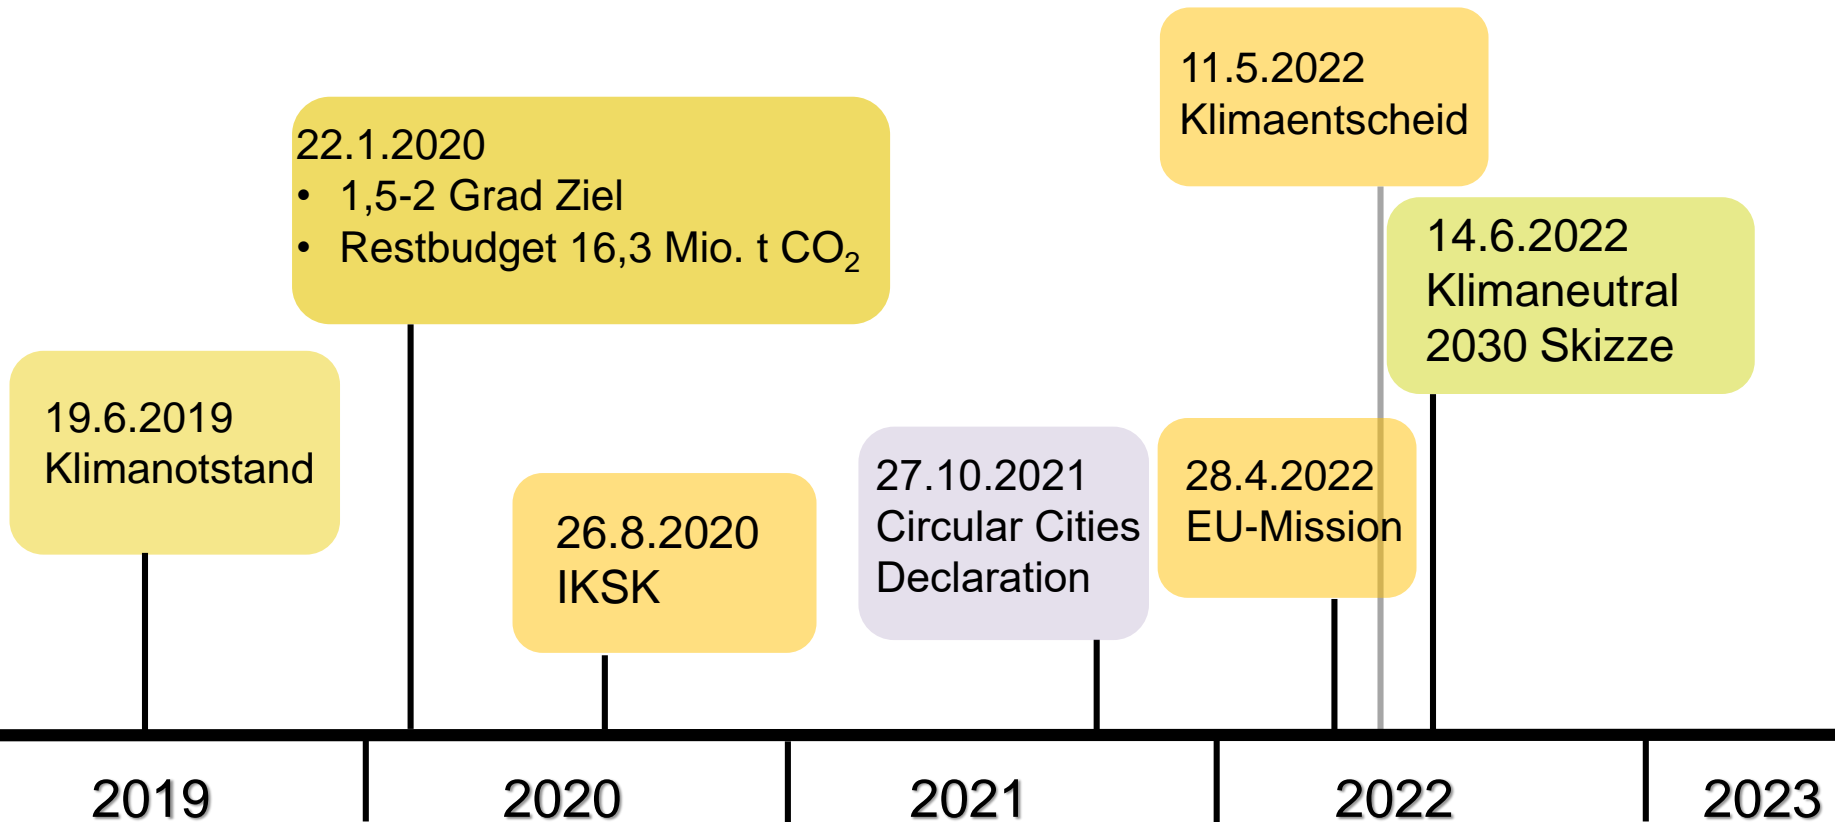 19.6.2019
Klimanotstand
22.1.2020
• 1,5-2 Grad Ziel
• Restbudget 16,3 Mio. t CO₂
26.8.2020
IKSK
27.10.2021
Circular Cities
Declaration
28.4.2022
EU-Mission
11.5.2022
Klimaentscheid
14.6.2022
Klimaneutral
2030 Skizze
2019
2020
2021
2022
2023